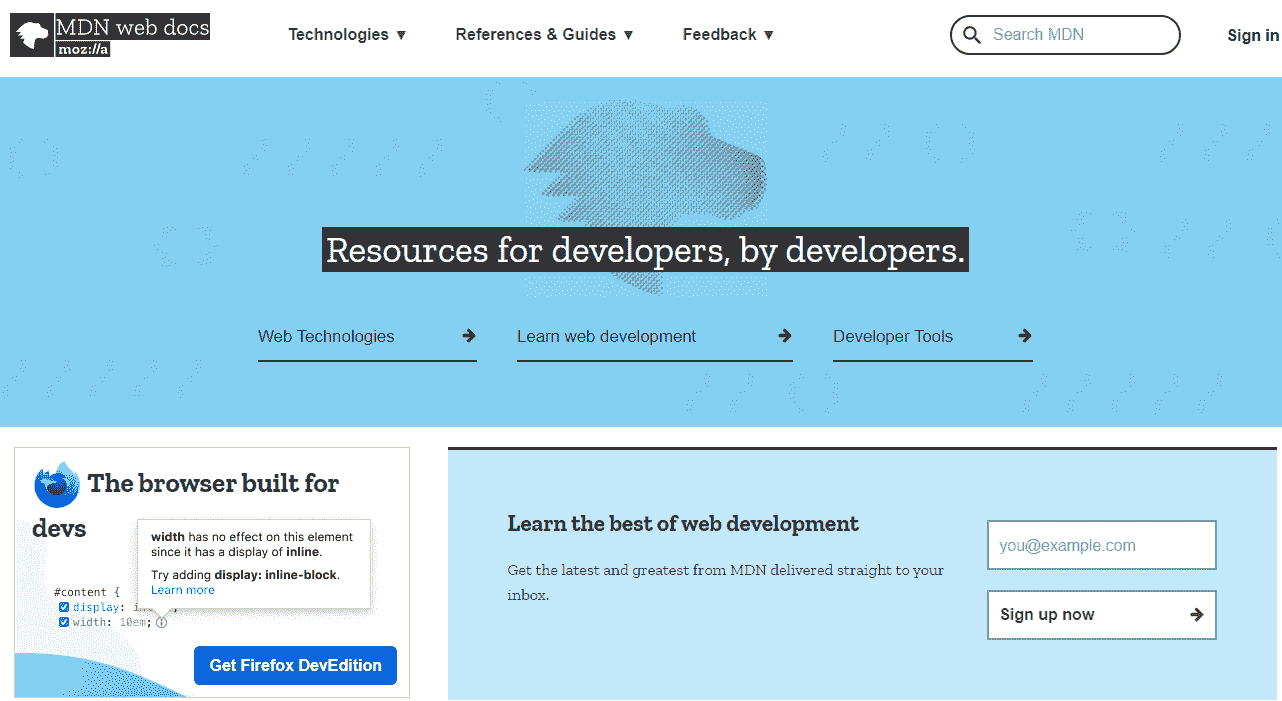 MDN web docs
moz://a
Technologies ▼
References & Guides ▼
Feedback ▼
Search MDN
Sign in
Resources for developers, by developers.
Web Technologies
Learn web development
Developer Tools
The browser built for
devs
width has no effect on this element
since it has a display of inline.
Try adding display: inline-block.
Learn more
#content {
display:
width: 10em;
Get Firefox DevEdition
Learn the best of web development
Get the latest and greatest from MDN delivered straight to your
inbox.
you@example.com
Sign up now